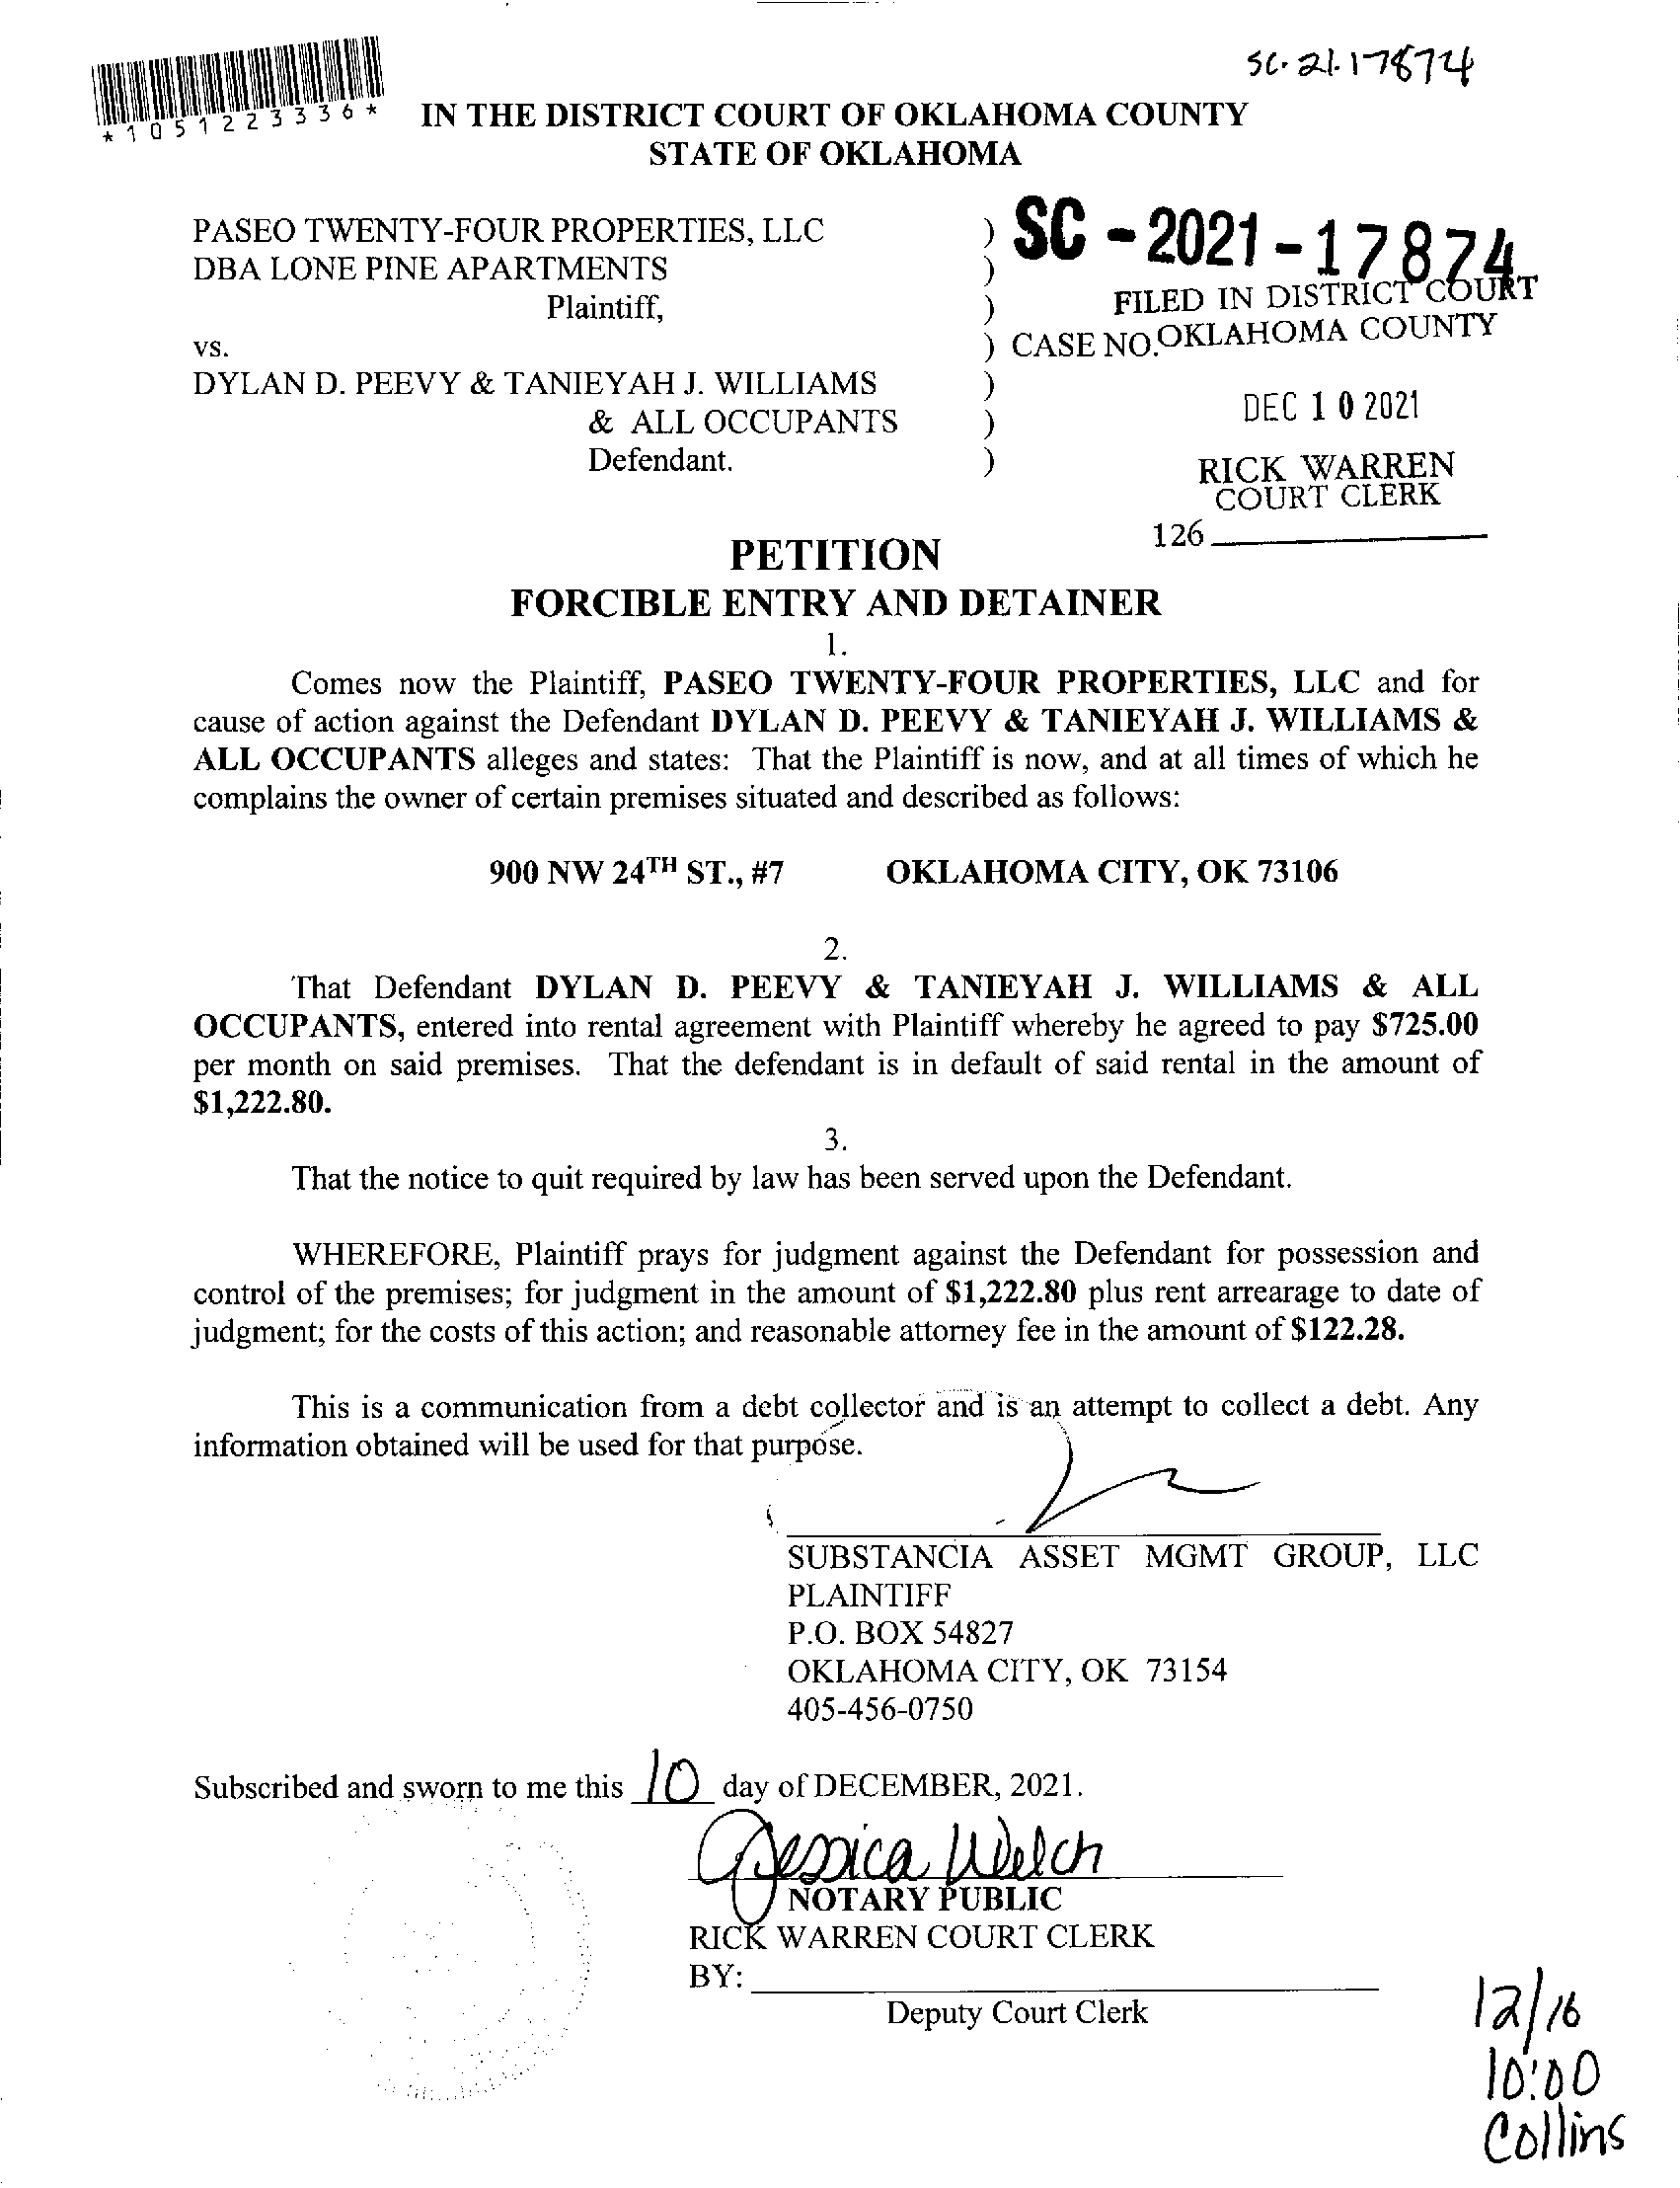 SC-21-17874
*1051223336*
IN THE DISTRICT COURT OF OKLAHOMA COUNTY
STATE OF OKLAHOMA
PASEO TWENTY-FOUR PROPERTIES, LLC )
DBA LONE PINE APARTMENTS )
Plaintiff, )
vs. ) CASE NO.
DYLAN D. PEEVY & TANIEYAH J. WILLIAMS )
& ALL OCCUPANTS )
Defendant. )
SC - 2021 - 17874
FILED IN DISTRICT COURT
OKLAHOMA COUNTY
DEC 10 2021
RICK WARREN
COURT CLERK
126
PETITION
FORCIBLE ENTRY AND DETAINER
1.
Comes now the Plaintiff, PASEO TWENTY-FOUR PROPERTIES, LLC and for
cause of action against the Defendant DYLAN D. PEEVY & TANIEYAH J. WILLIAMS &
ALL OCCUPANTS alleges and states: That the Plaintiff is now, and at all times of which he
complains the owner of certain premises situated and described as follows:
900 NW 24TH ST., #7 OKLAHOMA CITY, OK 73106
2.
That Defendant DYLAN D. PEEVY & TANIEYAH J. WILLIAMS & ALL
OCCUPANTS, entered into rental agreement with Plaintiff whereby he agreed to pay $725.00
per month on said premises. That the defendant is in default of said rental in the amount of
$1,222.80.
3.
That the notice to quit required by law has been served upon the Defendant.
WHEREFORE, Plaintiff prays for judgment against the Defendant for possession and
control of the premises; for judgment in the amount of $1,222.80 plus rent arrearage to date of
judgment; for the costs of this action; and reasonable attorney fee in the amount of $122.28.
This is a communication from a debt collector and is an attempt to collect a debt. Any
information obtained will be used for that purpose.
SUBSTANCIA ASSET MGMT GROUP, LLC
PLAINTIFF
P.O. BOX 54827
OKLAHOMA CITY, OK 73154
405-456-0750
Subscribed and sworn to me this 10 day of DECEMBER, 2021.
Jessica Welch
NOTARY PUBLIC
RICK WARREN COURT CLERK
BY:
Deputy Court Clerk
12/16
10:00
Collins